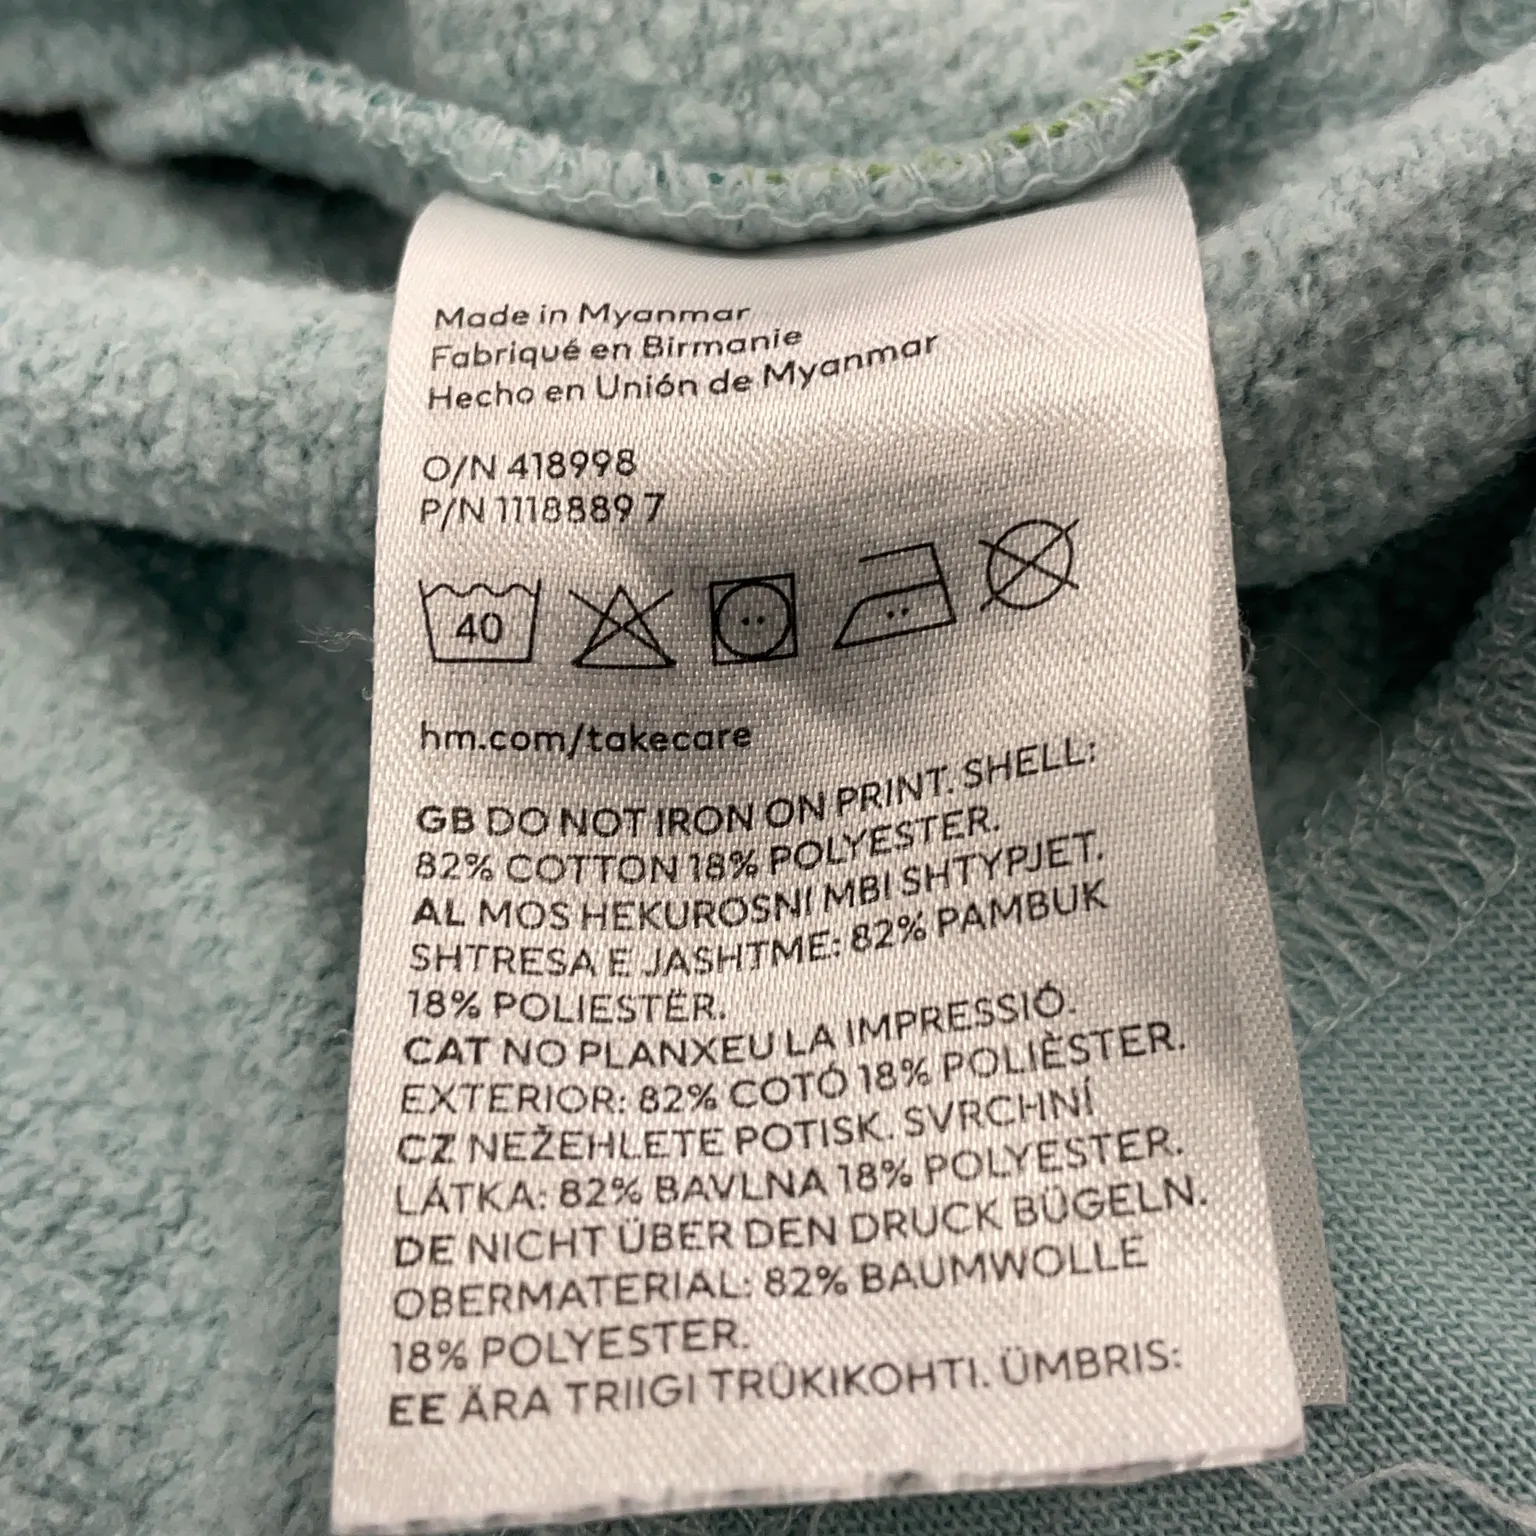 Made in Myanmar
Fabriqué en Birmanie
Hecho en Unión de Myanmar
O/N 418998
P/N 11188897
40
hm.com/takecare
GB DO NOT IRON ON PRINT. SHELL:
82% COTTON 18% POLYESTER.
AL MOS HEKUROSNI MBI SHTYPJET.
SHTRESA E JASHTME: 82% PAMBUK
18% POLIESTËR.
CAT NO PLANXEU LA IMPRESSIÓ.
EXTERIOR: 82% COTÓ 18% POLIÈSTER.
CZ NEŽEHLETE POTISK. SVRCHNÍ
LÁTKA: 82% BAVLNA 18% POLYESTER.
DE NICHT ÜBER DEN DRUCK BÜGELN.
OBERMATERIAL: 82% BAUMWOLLE
18% POLYESTER.
EE ÄRA TRIIGI TRÜKIKOHTI. ÜMBRIS: